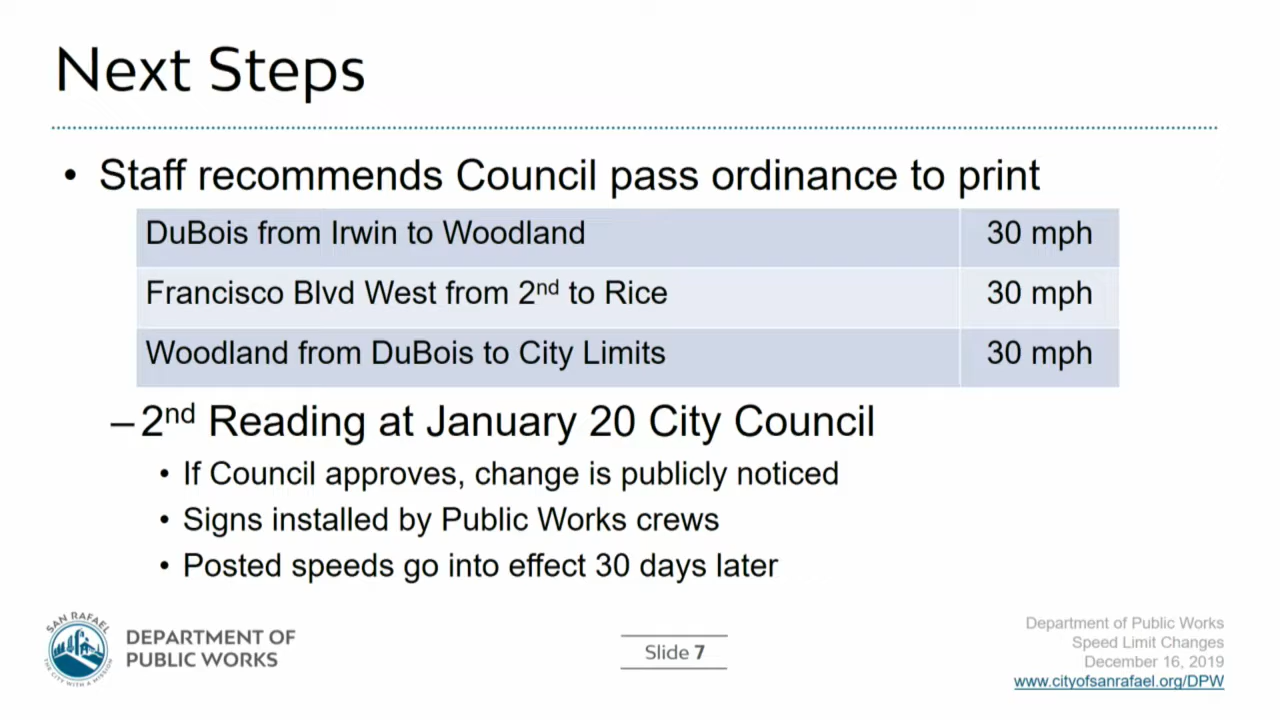 Next Steps
• Staff recommends Council pass ordinance to print
DuBois from Irwin to Woodland 30 mph
Francisco Blvd West from 2nd to Rice 30 mph
Woodland from DuBois to City Limits 30 mph
– 2nd Reading at January 20 City Council
• If Council approves, change is publicly noticed
• Signs installed by Public Works crews
• Posted speeds go into effect 30 days later
SAN RAFAEL
THE CITY WITH A MISSION
DEPARTMENT OF
PUBLIC WORKS
Slide 7
Department of Public Works
Speed Limit Changes
December 16, 2019
www.cityofsanrafael.org/DPW